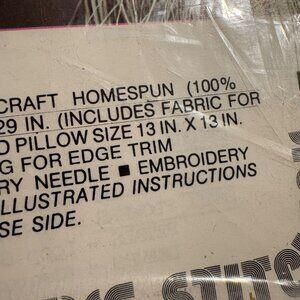 CRAFT HOMESPUN (100%
29 IN. (INCLUDES FABRIC FOR
D PILLOW SIZE 13 IN. X 13 IN.
G FOR EDGE TRIM
RY NEEDLE ■ EMBROIDERY
ILLUSTRATED INSTRUCTIONS
SE SIDE.
STITCH